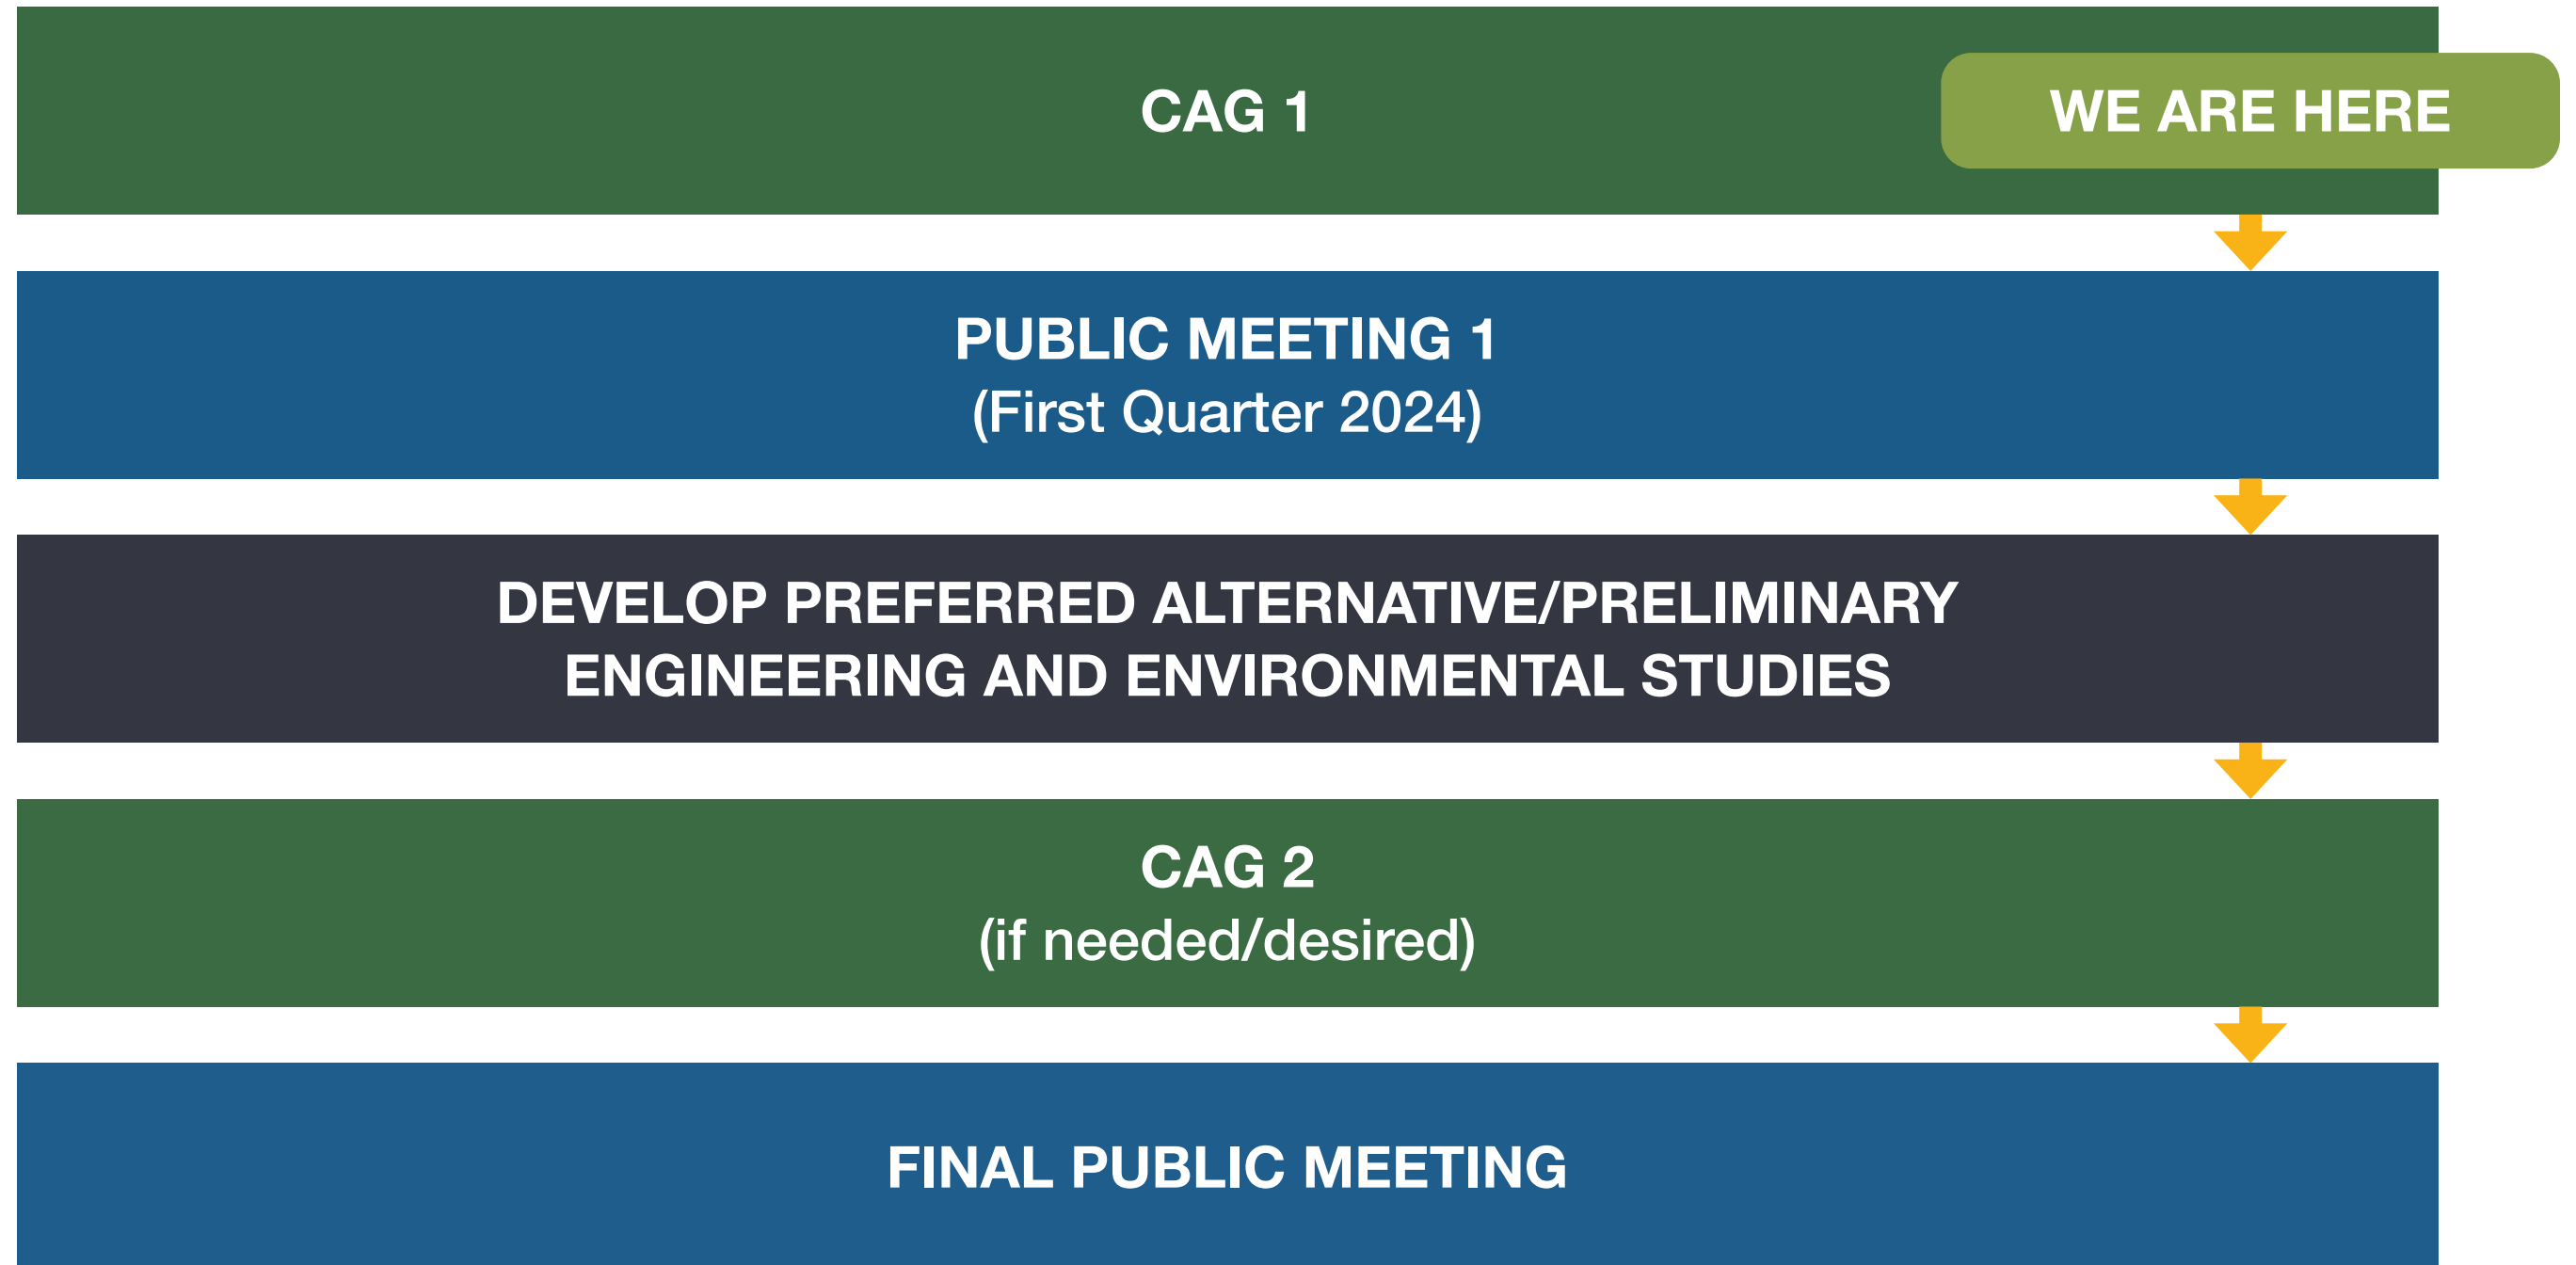 CAG 1
WE ARE HERE
PUBLIC MEETING 1
(First Quarter 2024)
DEVELOP PREFERRED ALTERNATIVE/PRELIMINARY
ENGINEERING AND ENVIRONMENTAL STUDIES
CAG 2
(if needed/desired)
FINAL PUBLIC MEETING